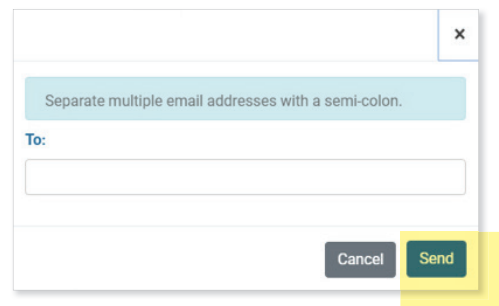 ×
Separate multiple email addresses with a semi-colon.
To:
Cancel Send